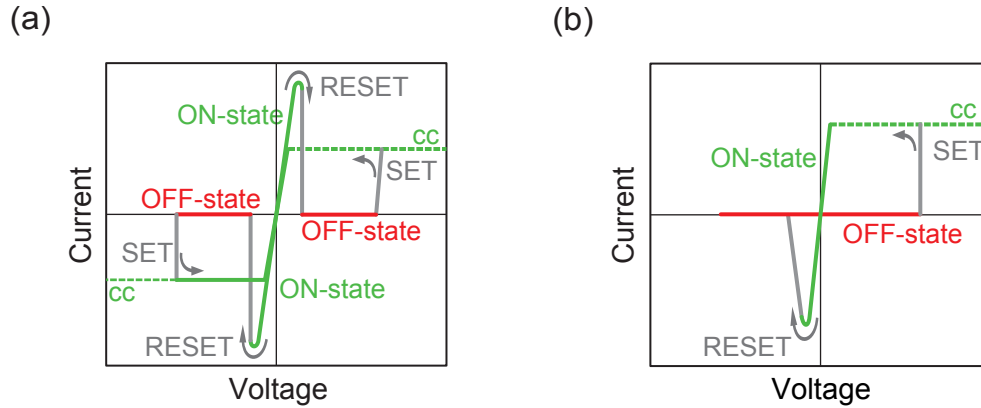 (a)
RESET
ON-state
cc
SET
OFF-state
OFF-state
SET
cc
ON-state
RESET
Current
Voltage
(b)
cc
ON-state
SET
OFF-state
RESET
Current
Voltage